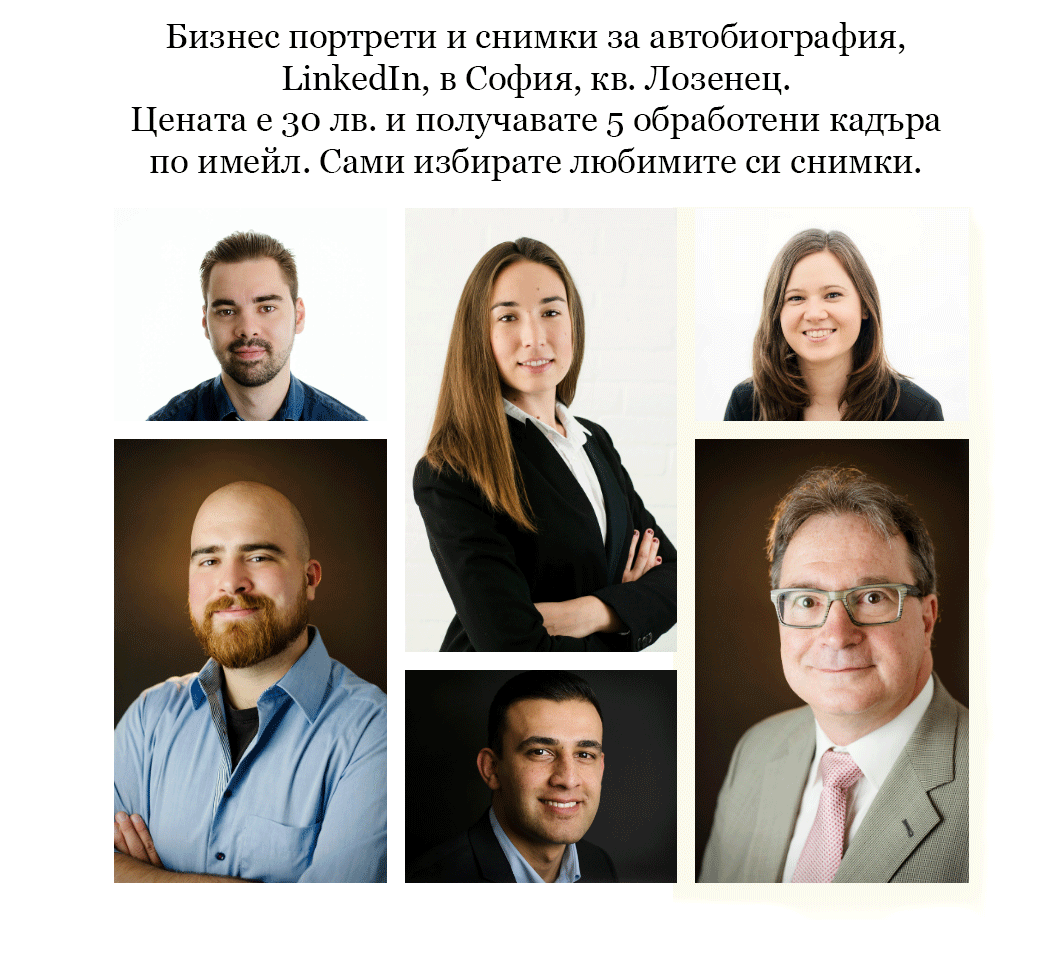 Бизнес портрети и снимки за автобиография,
LinkedIn, в София, кв. Лозенец.
Цената е 30 лв. и получавате 5 обработени кадъра
по имейл. Сами избирате любимите си снимки.